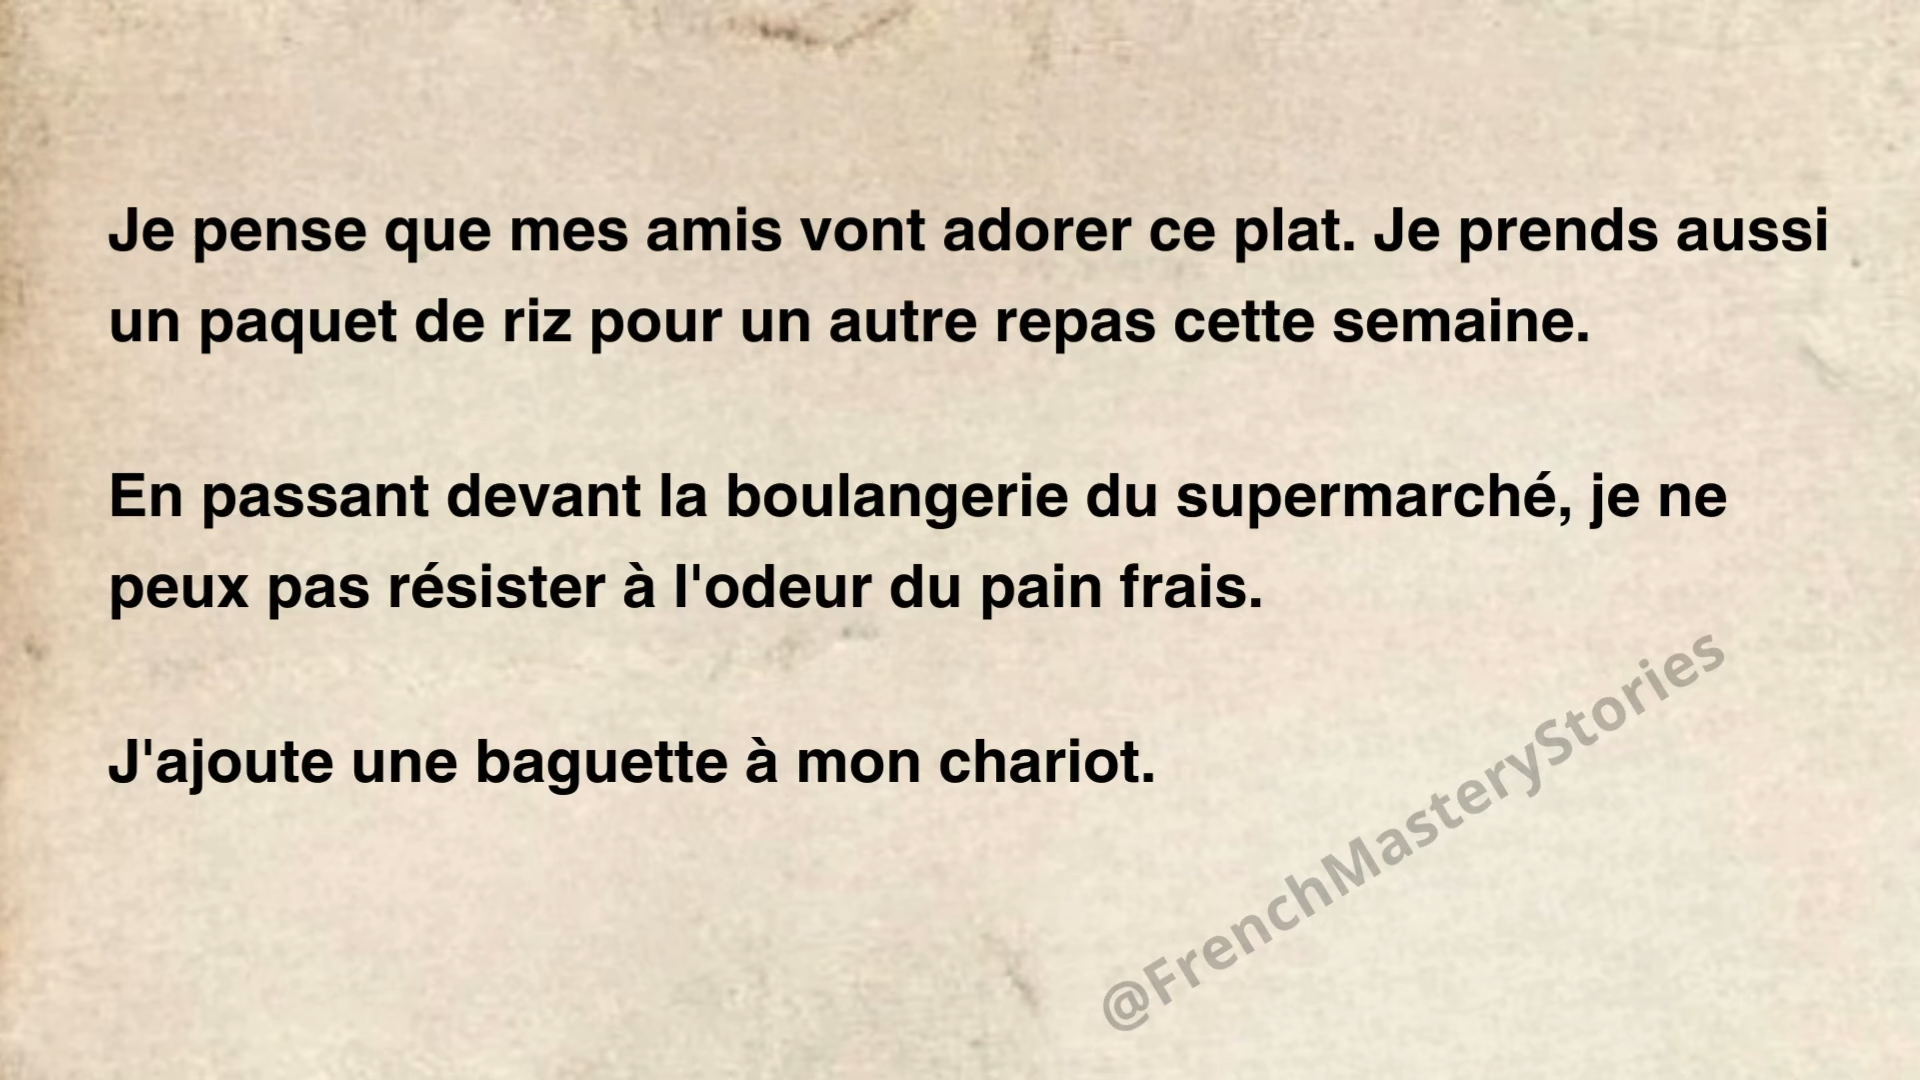 Je pense que mes amis vont adorer ce plat. Je prends aussi
un paquet de riz pour un autre repas cette semaine.
En passant devant la boulangerie du supermarché, je ne
peux pas résister à l'odeur du pain frais.
J'ajoute une baguette à mon chariot.
@FrenchMasteryStories